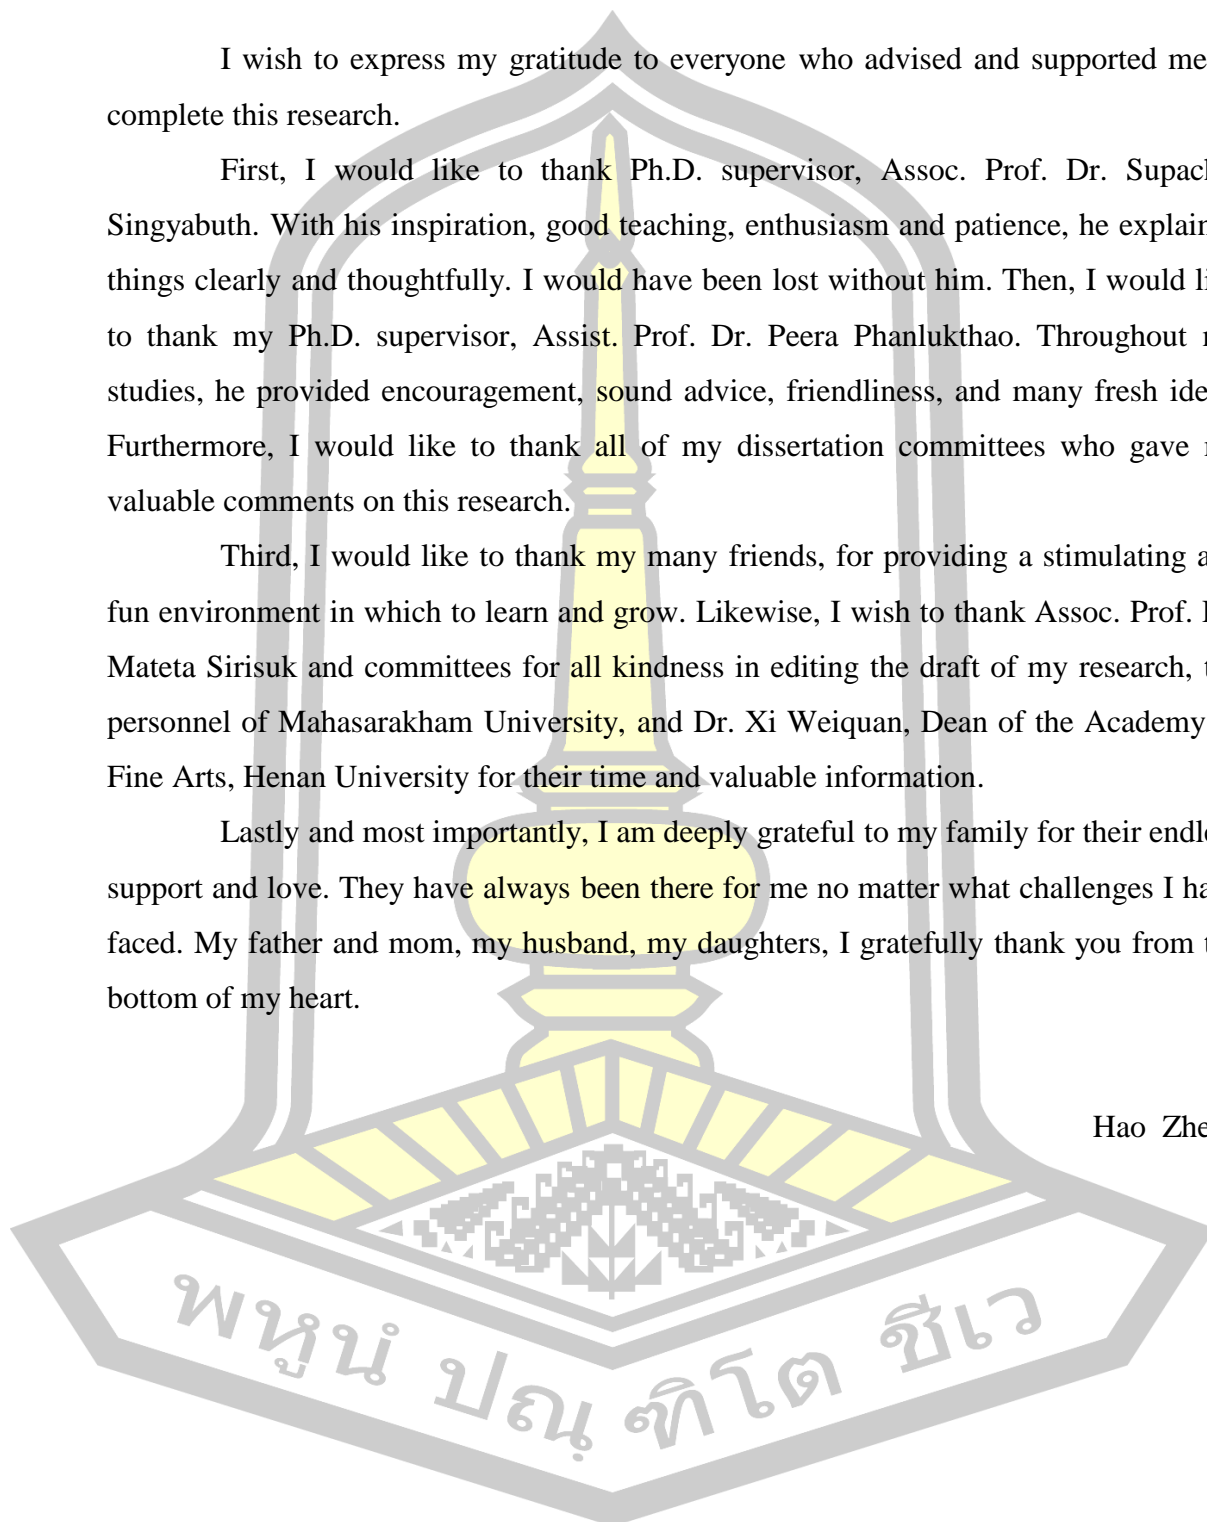 I wish to express my gratitude to everyone who advised and supported me
complete this research.
First, I would like to thank Ph.D. supervisor, Assoc. Prof. Dr.
Singyabuth. With his inspiration, good teaching, enthusiasm and patience, he
things clearly and thoughtfully. I would have been lost without him. Then, I would
to thank my Ph.D. supervisor, Assist. Prof. Dr. Peera Phanlukthao. Throughout
studies, he provided encouragement, sound advice, friendliness, and many fresh
Furthermore, I would like to thank all of my dissertation committees who gave
valuable comments on this research.
Third, I would like to thank my many friends, for providing a stimulating
fun environment in which to learn and grow. Likewise, I wish to thank Assoc. Prof.
Mateta Sirisuk and committees for all kindness in editing the draft of my research,
personnel of Mahasarakham University, and Dr. Xi Weiquan, Dean of the Academy
Fine Arts, Henan University for their time and valuable information.
Lastly and most importantly, I am deeply grateful to my family for their
support and love. They have always been there for me no matter what challenges I
faced. My father and mom, my husband, my daughters, I gratefully thank you from
bottom of my heart.
Hao
พหูนํ ปณฺฑิโต ชีเว